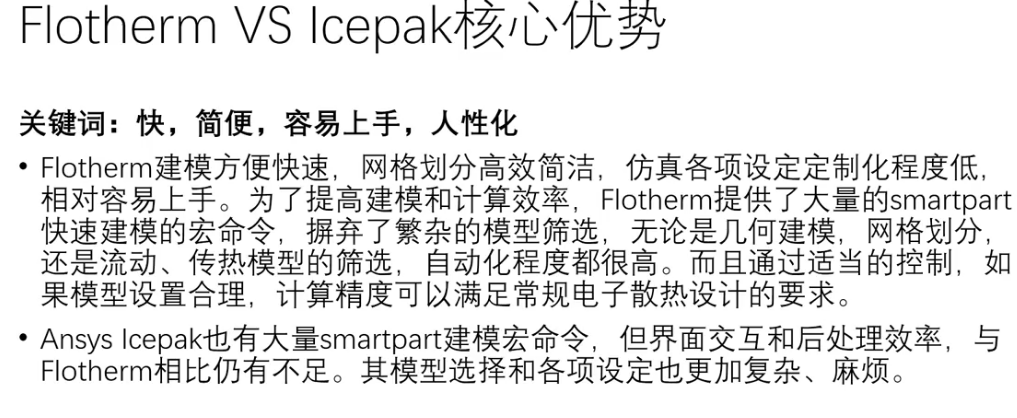 Flotherm VS Icepak核心优势
关键词：快，简便，容易上手，人性化
• Flotherm建模方便快速，网格划分高效简洁，仿真各项设定定制化程度低，
相对容易上手。为了提高建模和计算效率，Flotherm提供了大量的smartpart
快速建模的宏命令，摒弃了繁杂的模型筛选，无论是几何建模，网格划分，
还是流动、传热模型的筛选，自动化程度都很高。而且通过适当的控制，如
果模型设置合理，计算精度可以满足常规电子散热设计的要求。
• Ansys Icepak也有大量smartpart建模宏命令，但界面交互和后处理效率，与
Flotherm相比仍有不足。其模型选择和各项设定也更加复杂、麻烦。